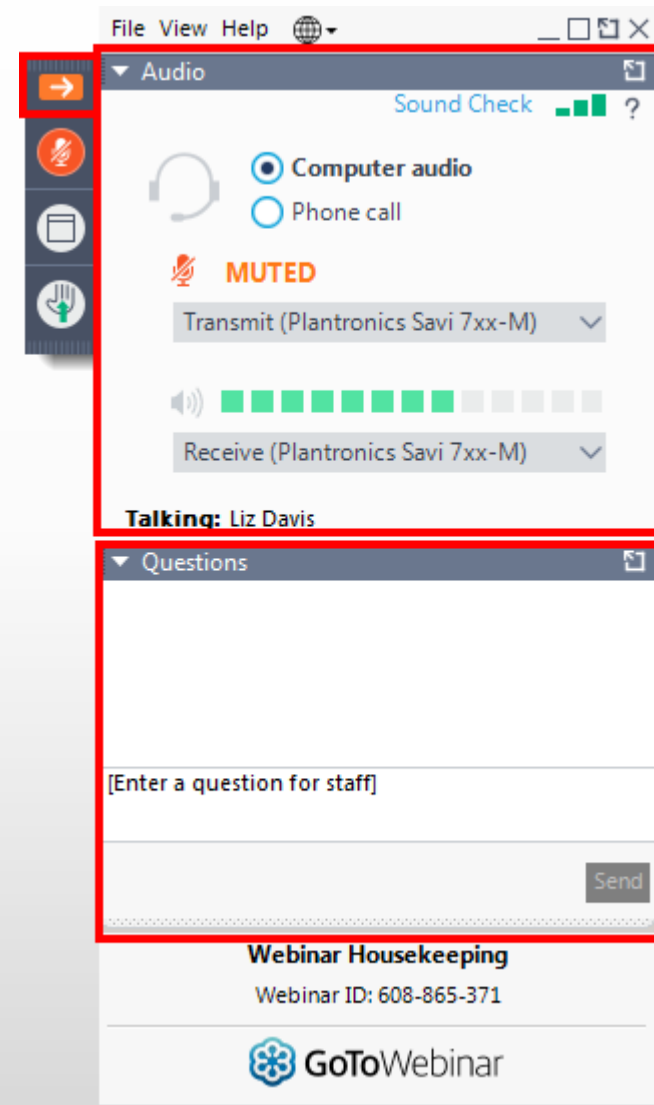 File View Help
Audio
Sound Check ?
Computer audio
Phone call
MUTED
Transmit (Plantronics Savi 7xx-M)
Receive (Plantronics Savi 7xx-M)
Talking: Liz Davis
Questions
[Enter a question for staff]
Send
Webinar Housekeeping
Webinar ID: 608-865-371
GoToWebinar